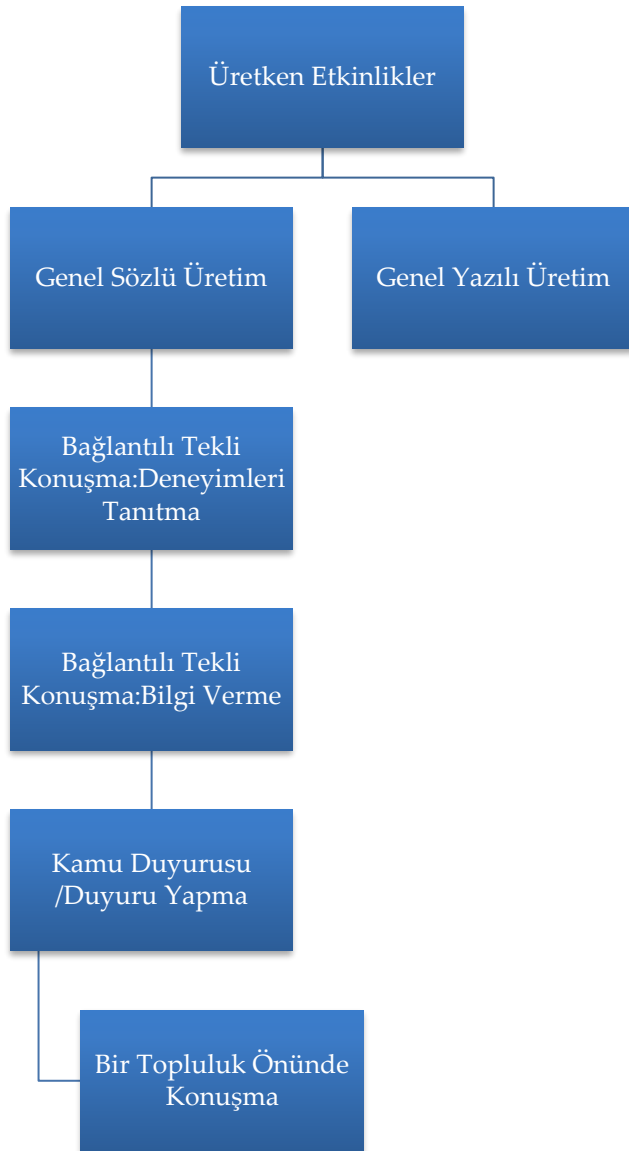 Üretken Etkinlikler
Genel Sözlü Üretim
Genel Yazılı Üretim
Bağlantılı Tekli
Konuşma:Deneyimleri
Tanıtma
Bağlantılı Tekli
Konuşma:Bilgi Verme
Kamu Duyurusu
/Duyuru Yapma
Bir Topluluk Önünde
Konuşma